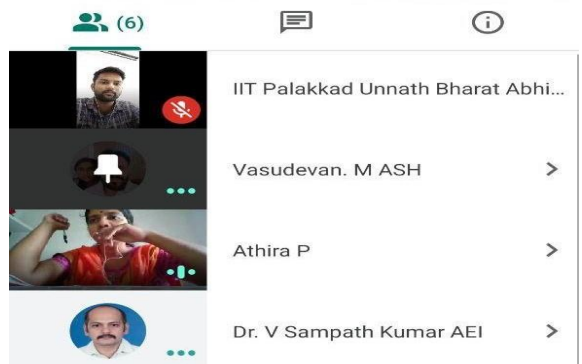 (6)
IIT Palakkad Unnath Bharat Abhi...
Vasudevan. M ASH
Athira P
Dr. V Sampath Kumar AEI